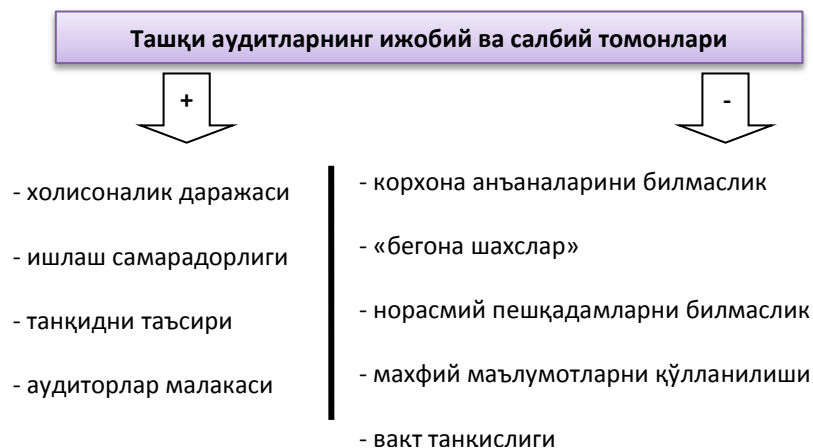 Ташқи аудитларнинг ижобий ва салбий томонлари
+
-
- холисоналик даражаси
- ишлаш самарадорлиги
- танқидни таъсири
- аудиторлар малакаси
- корхона анъаналарини билмаслик
- «бегона шахслар»
- норасмий пешқадамларни билмаслик
- махфий маълумотларни қўлланилиши
- вақт танқислиги